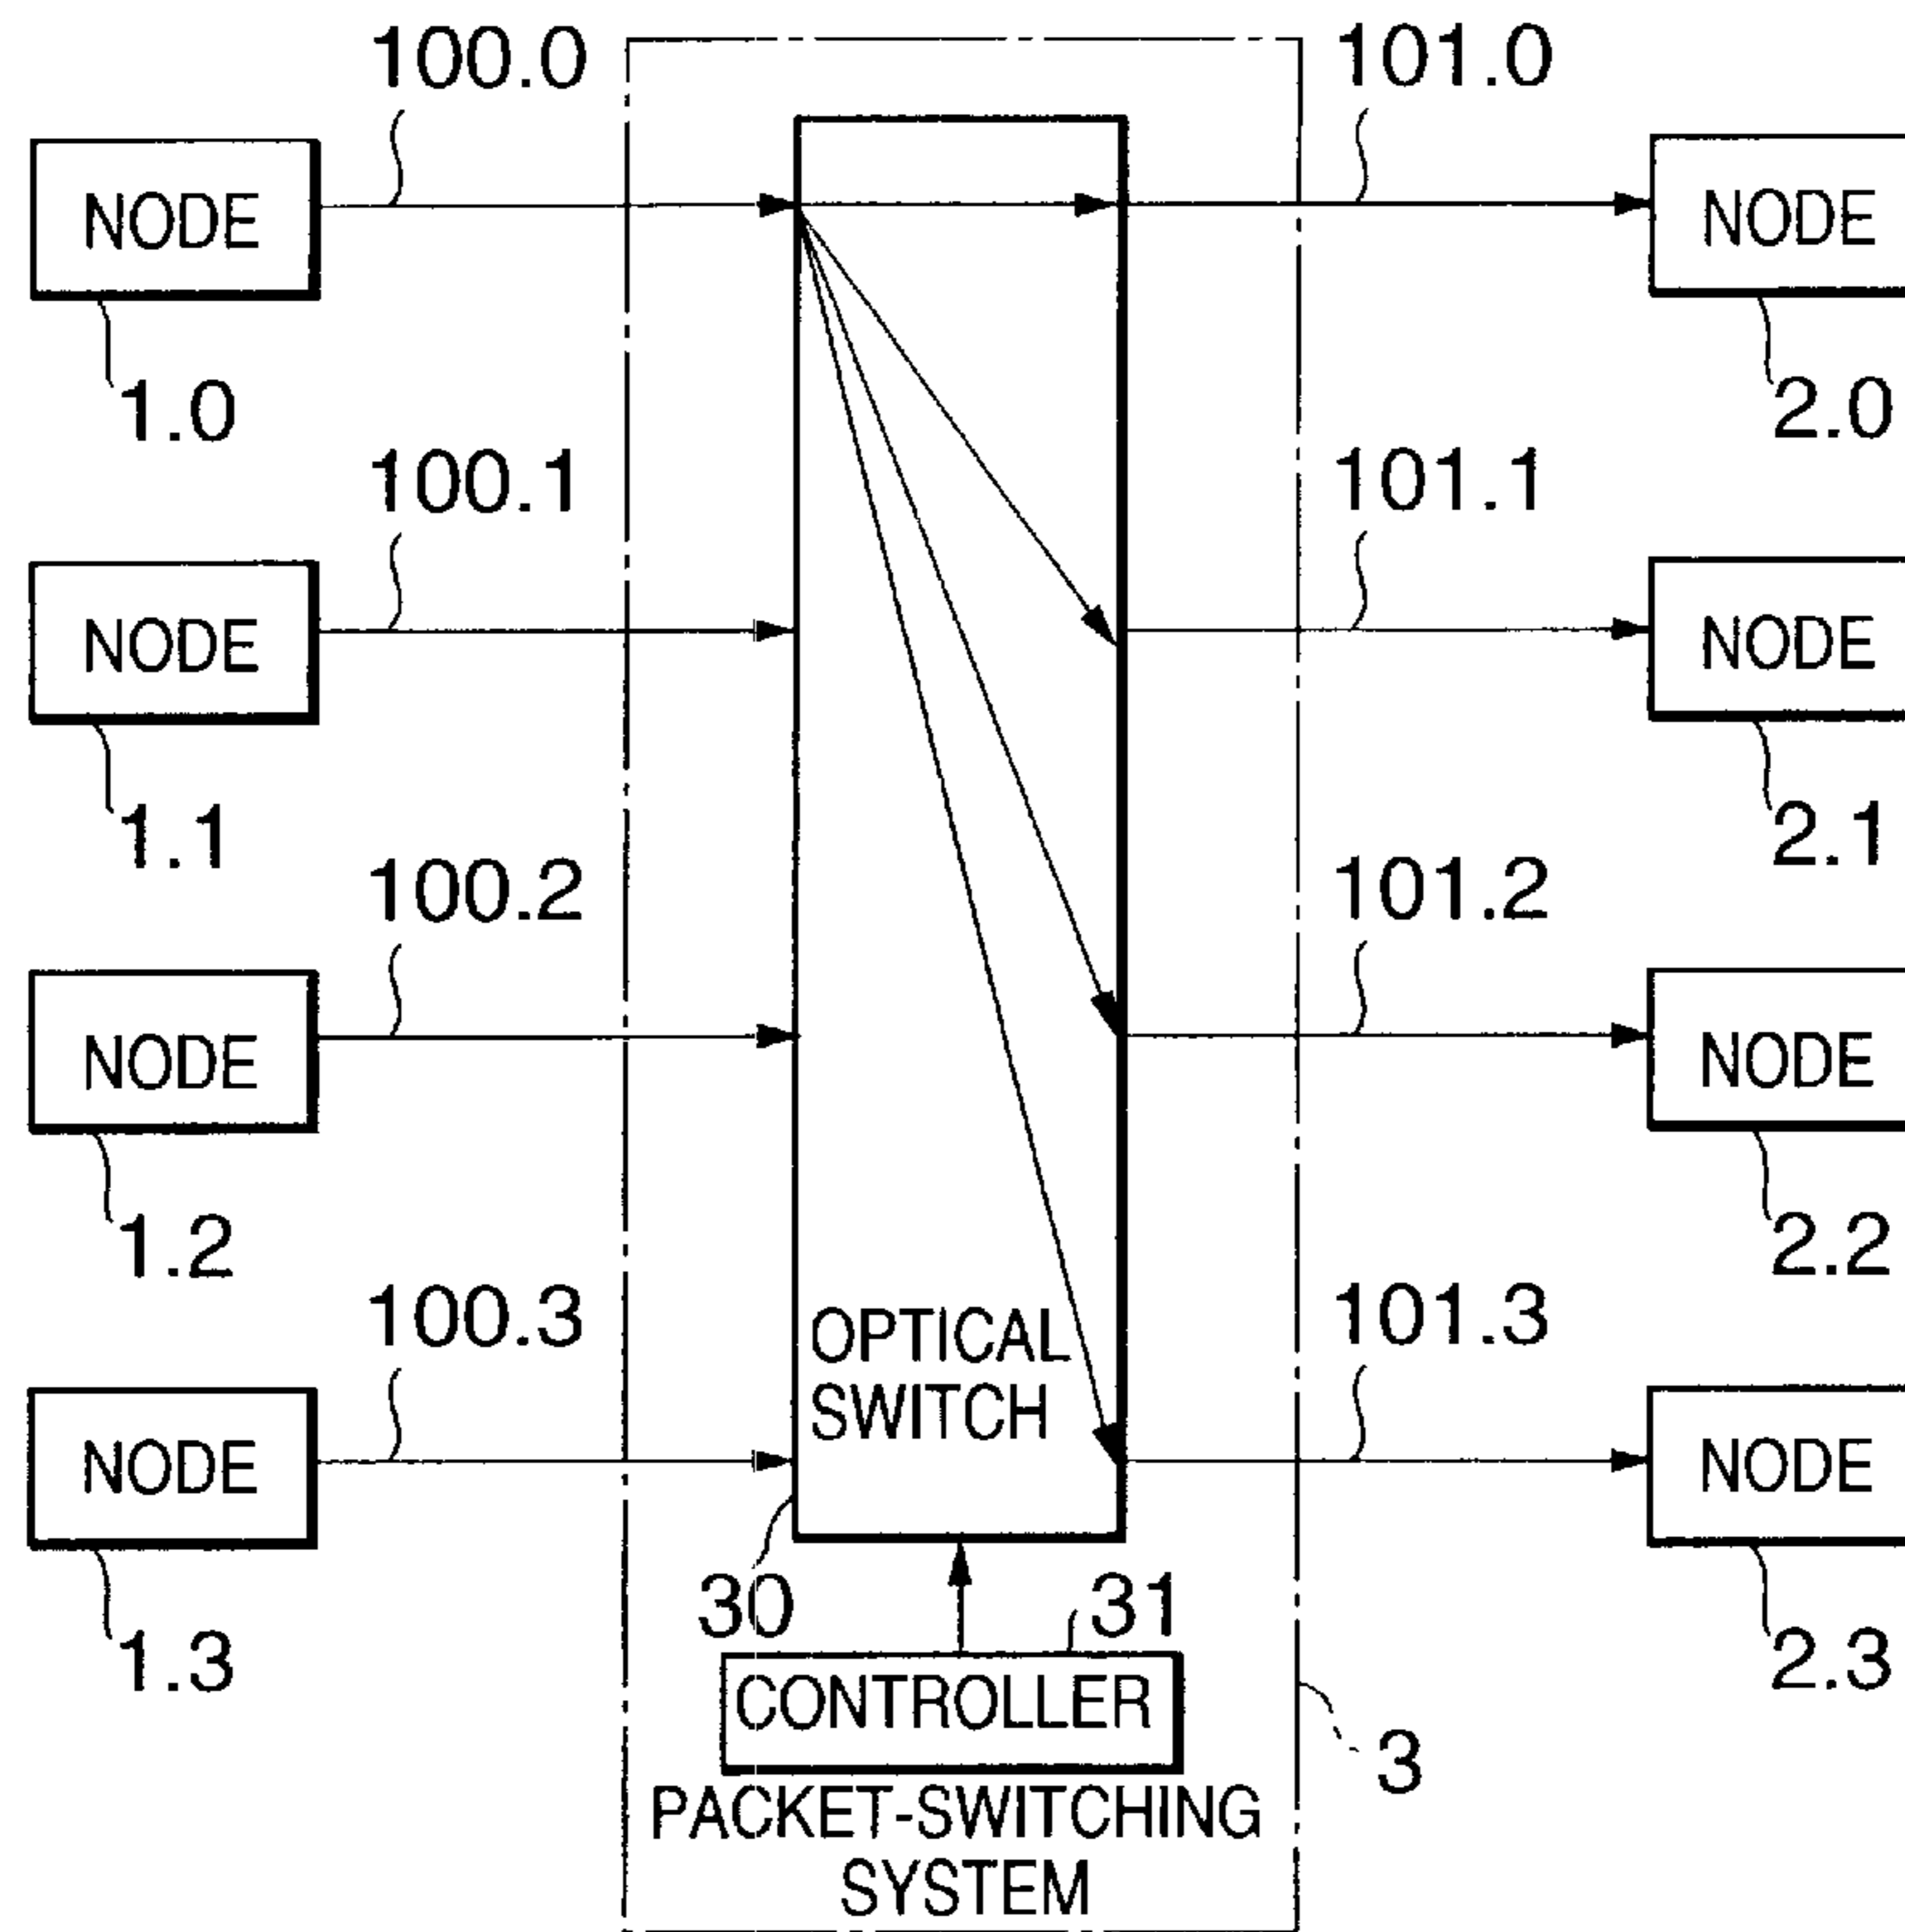 100.0
101.0
NODE
NODE
1.0
2.0
100.1
101.1
NODE
NODE
1.1
2.1
100.2
101.2
NODE
NODE
1.2
2.2
100.3
101.3
OPTICAL
SWITCH
NODE
NODE
30
31
1.3
2.3
CONTROLLER
3
PACKET-SWITCHING
SYSTEM